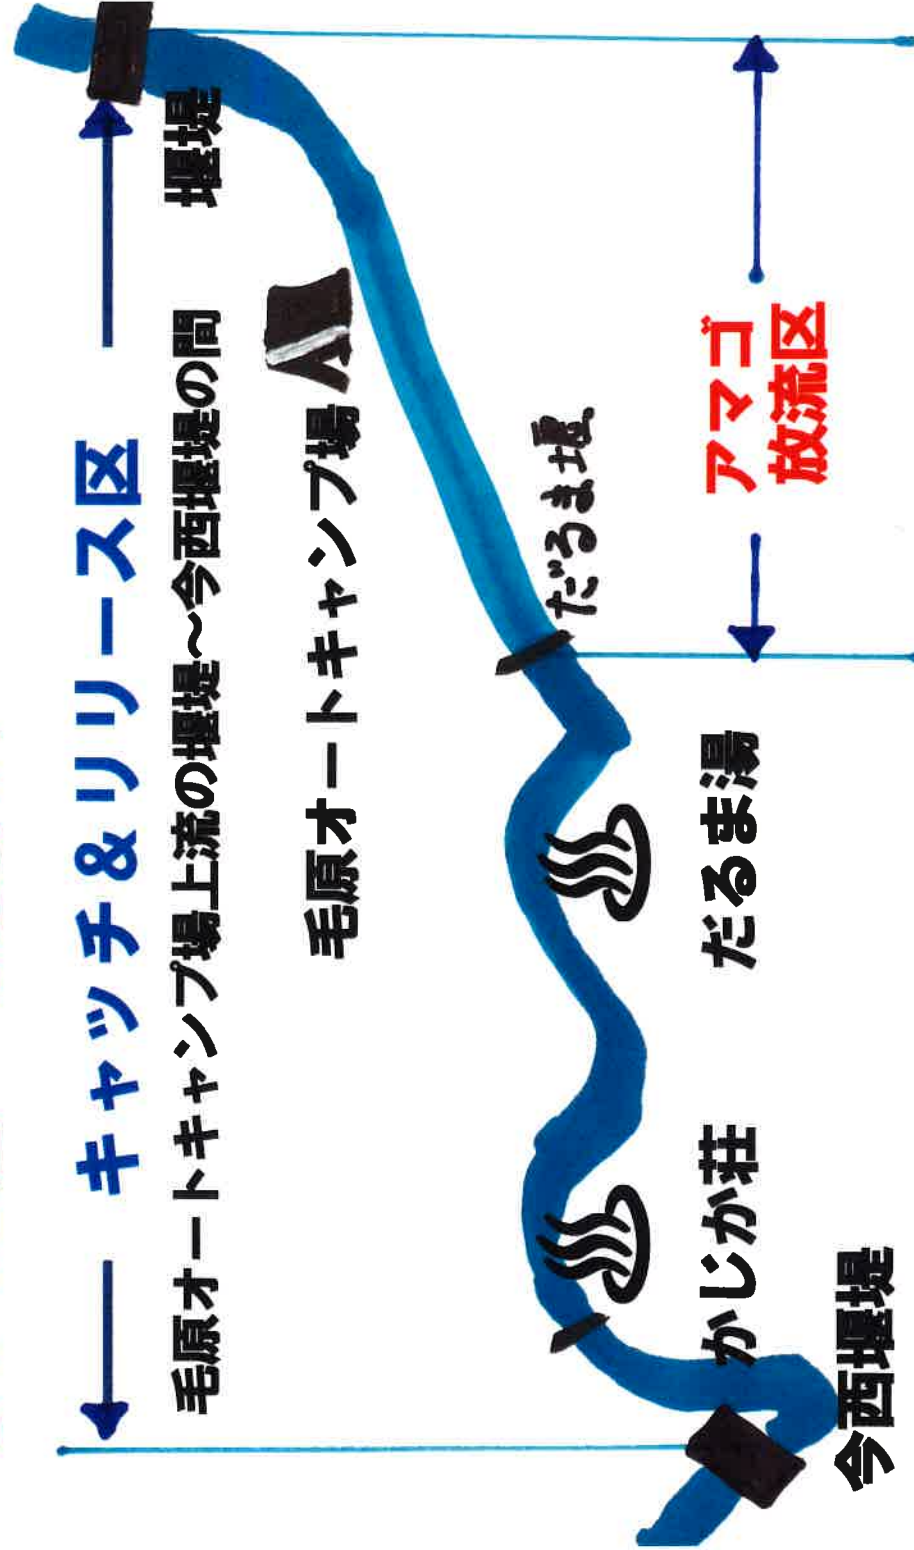 キャッチ&リリース区
毛原オートキャンプ場上流の堰堤～今西堰堤の間
堰堤
毛原オートキャンプ場
だるま堰
アマゴ
放流区
だるま湯
かじか荘
今西堰堤